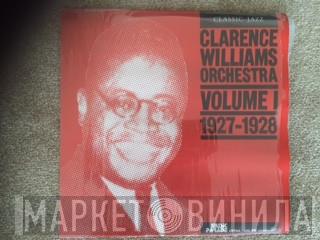 CLASSIC JAZZ
CLARENCE
WILLIAMS
ORCHESTRA
VOLUME I
1927-1928
МАРКЕТ ВИНИЛА